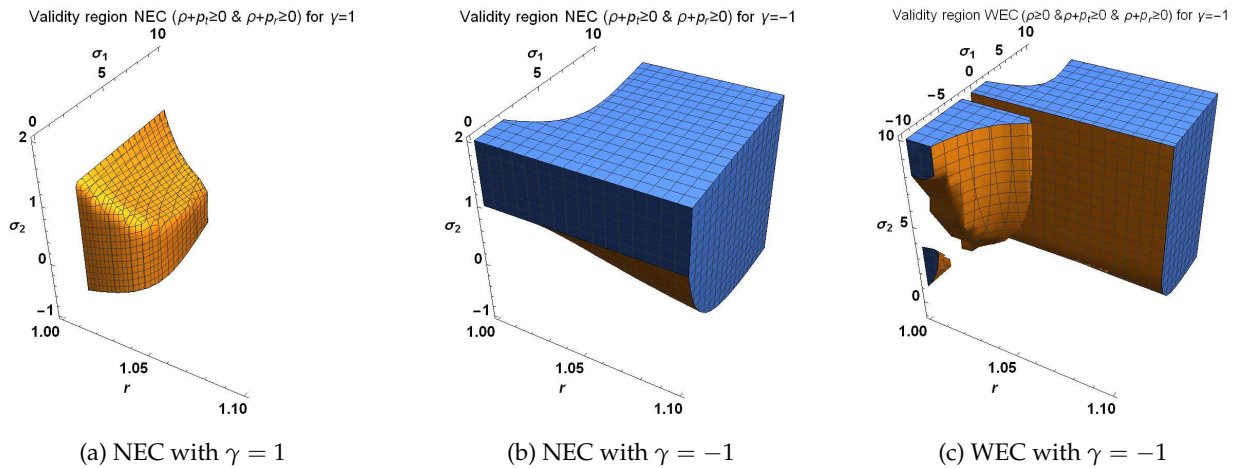 Validity region NEC (ρ+pₜ≥0 & ρ+pᵣ≥0) for γ=1
σ₁
0
5
10
2
1
0
−1
σ₂
1.00
1.05
1.10
r
(a) NEC with γ = 1
Validity region NEC (ρ+pₜ≥0 & ρ+pᵣ≥0) for γ=−1
σ₁
0
5
10
2
1
0
−1
σ₂
1.00
1.05
1.10
r
(b) NEC with γ = −1
Validity region WEC (ρ≥0 &ρ+pₜ≥0 & ρ+pᵣ≥0) for γ=−1
σ₁
−10
−5
0
5
10
10
5
0
σ₂
1.00
1.05
1.10
r
(c) WEC with γ = −1